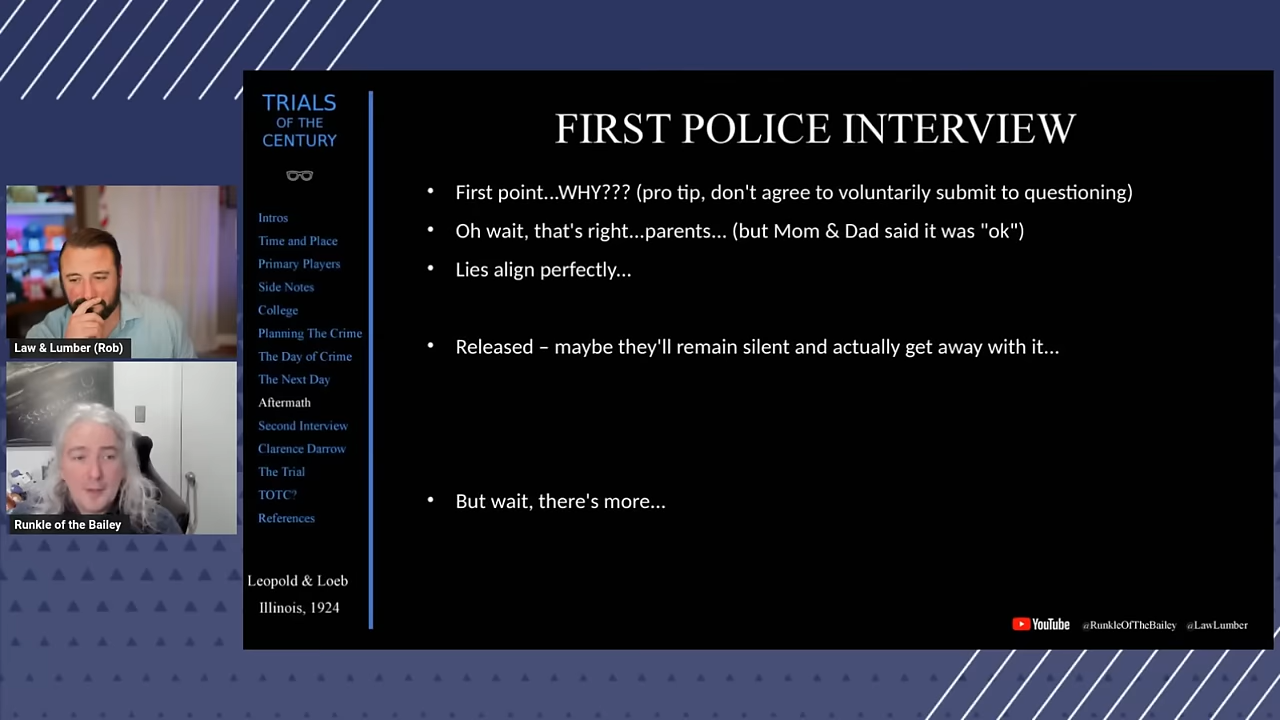 TRIALS
OF THE
CENTURY
Intros
Time and Place
Primary Players
Side Notes
College
Planning The Crime
The Day of Crime
The Next Day
Aftermath
Second Interview
Clarence Darrow
The Trial
TOTC?
References
Leopold & Loeb
Illinois, 1924
FIRST POLICE INTERVIEW
• First point...WHY??? (pro tip, don't agree to voluntarily submit to questioning)
• Oh wait, that's right...parents... (but Mom & Dad said it was "ok")
• Lies align perfectly...
• Released – maybe they'll remain silent and actually get away with it...
• But wait, there's more...
YouTube @RunkleOfTheBailey @LawLumber
Law & Lumber (Rob)
Runkle of the Bailey